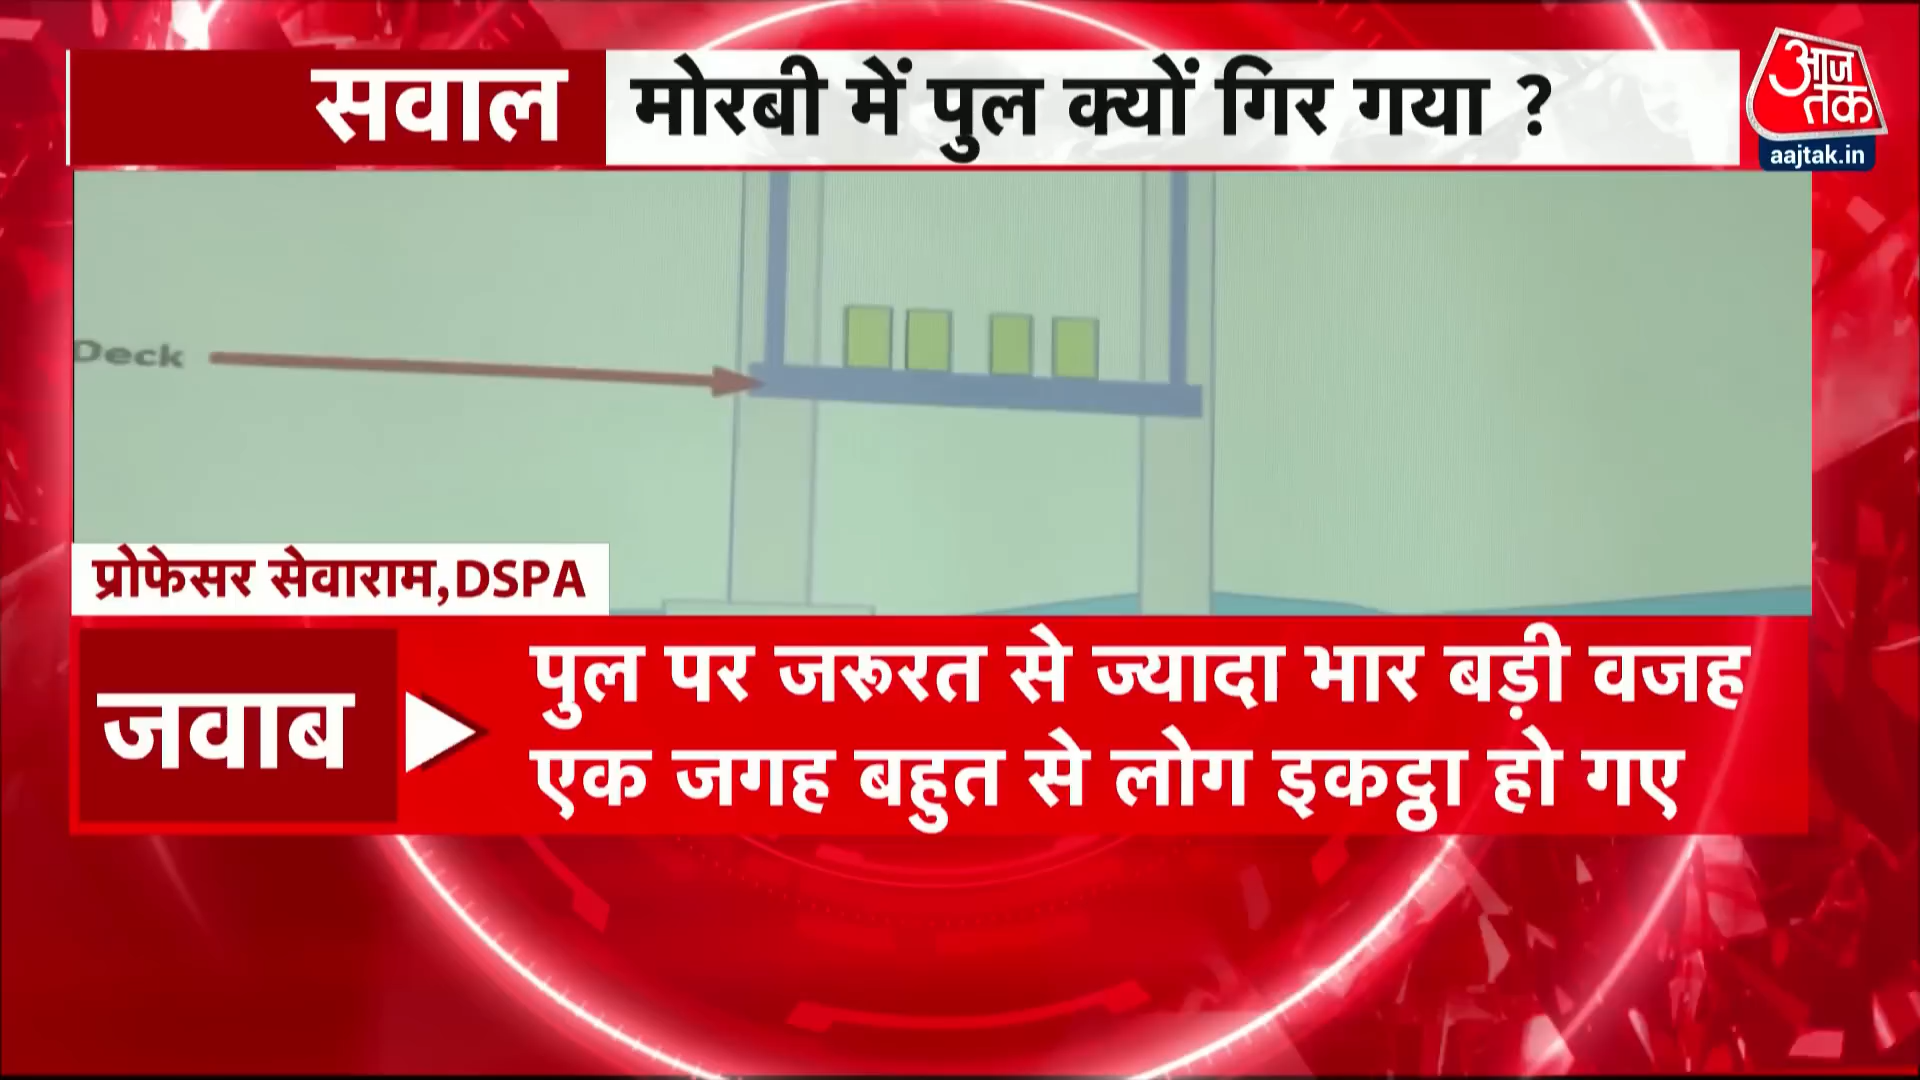 सवाल
मोरबी में पुल क्यों गिर गया ?
आज
तक
aajtak.in
Deck
प्रोफेसर सेवाराम,DSPA
जवाब
पुल पर जरूरत से ज्यादा भार बड़ी वजह
एक जगह बहुत से लोग इकट्ठा हो गए